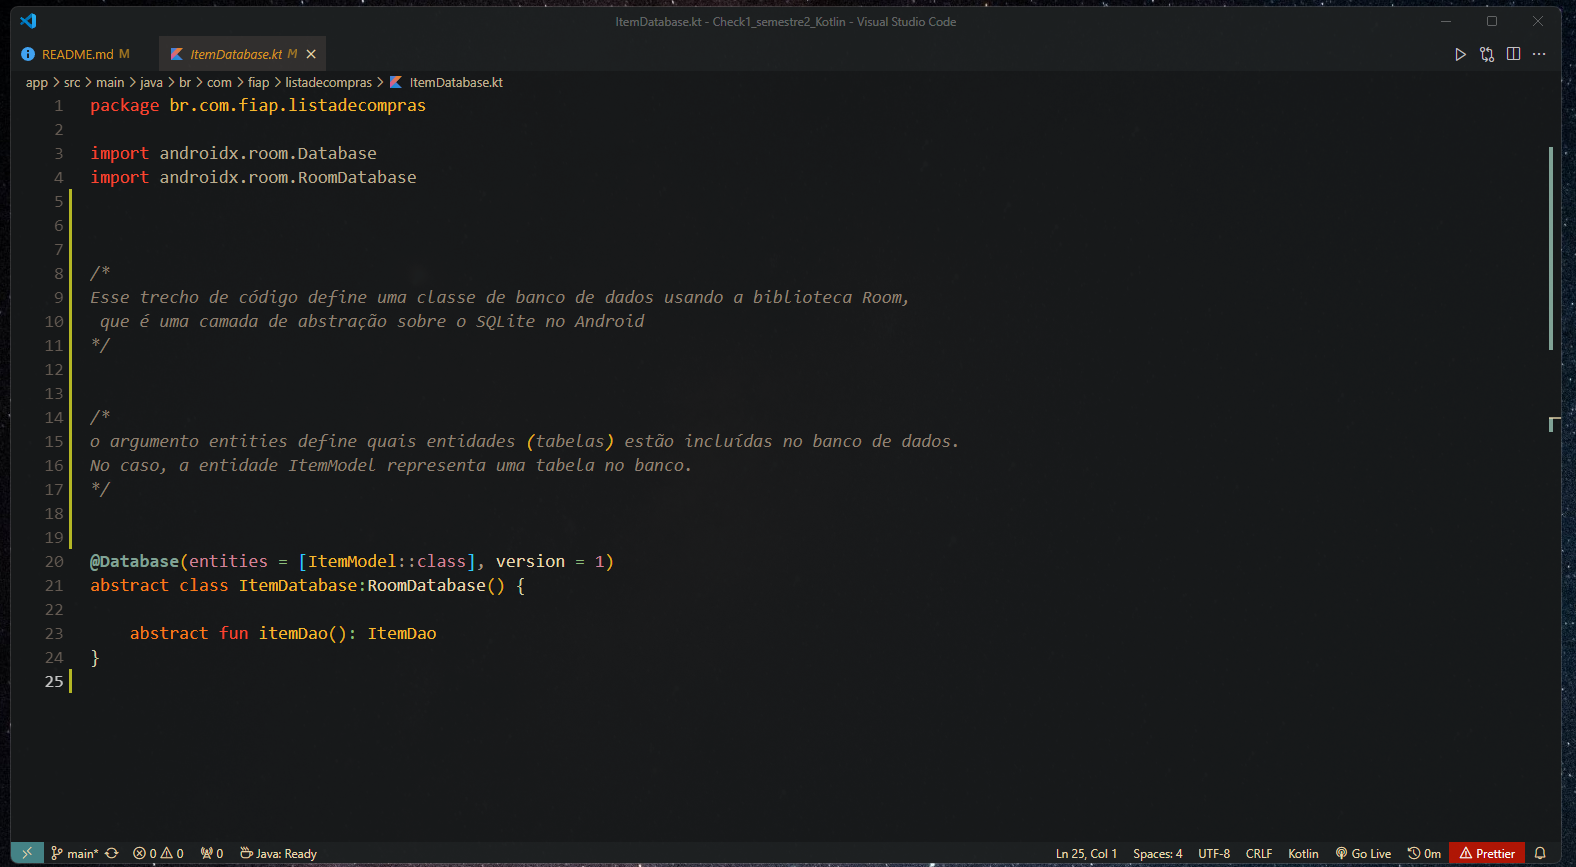 ItemDatabase.kt - Check1_semestre2_Kotlin - Visual Studio Code
README.md M
ItemDatabase.kt M
app > src > main > java > br > com > fiap > listadecompras > ItemDatabase.kt
1 package br.com.fiap.listadecompras
2
3 import androidx.room.Database
4 import androidx.room.RoomDatabase
5
6
7
8 /*
9 Esse trecho de código define uma classe de banco de dados usando a biblioteca Room,
10 que é uma camada de abstração sobre o SQLite no Android
11 */
12
13
14 /*
15 o argumento entities define quais entidades (tabelas) estão incluídas no banco de dados.
16 No caso, a entidade ItemModel representa uma tabela no banco.
17 */
18
19
20 @Database(entities = [ItemModel::class], version = 1)
21 abstract class ItemDatabase:RoomDatabase() {
22
23 abstract fun itemDao(): ItemDao
24 }
25
main* 0 0 0 Java: Ready Ln 25, Col 1 Spaces: 4 UTF-8 CRLF Kotlin Go Live 0m Prettier